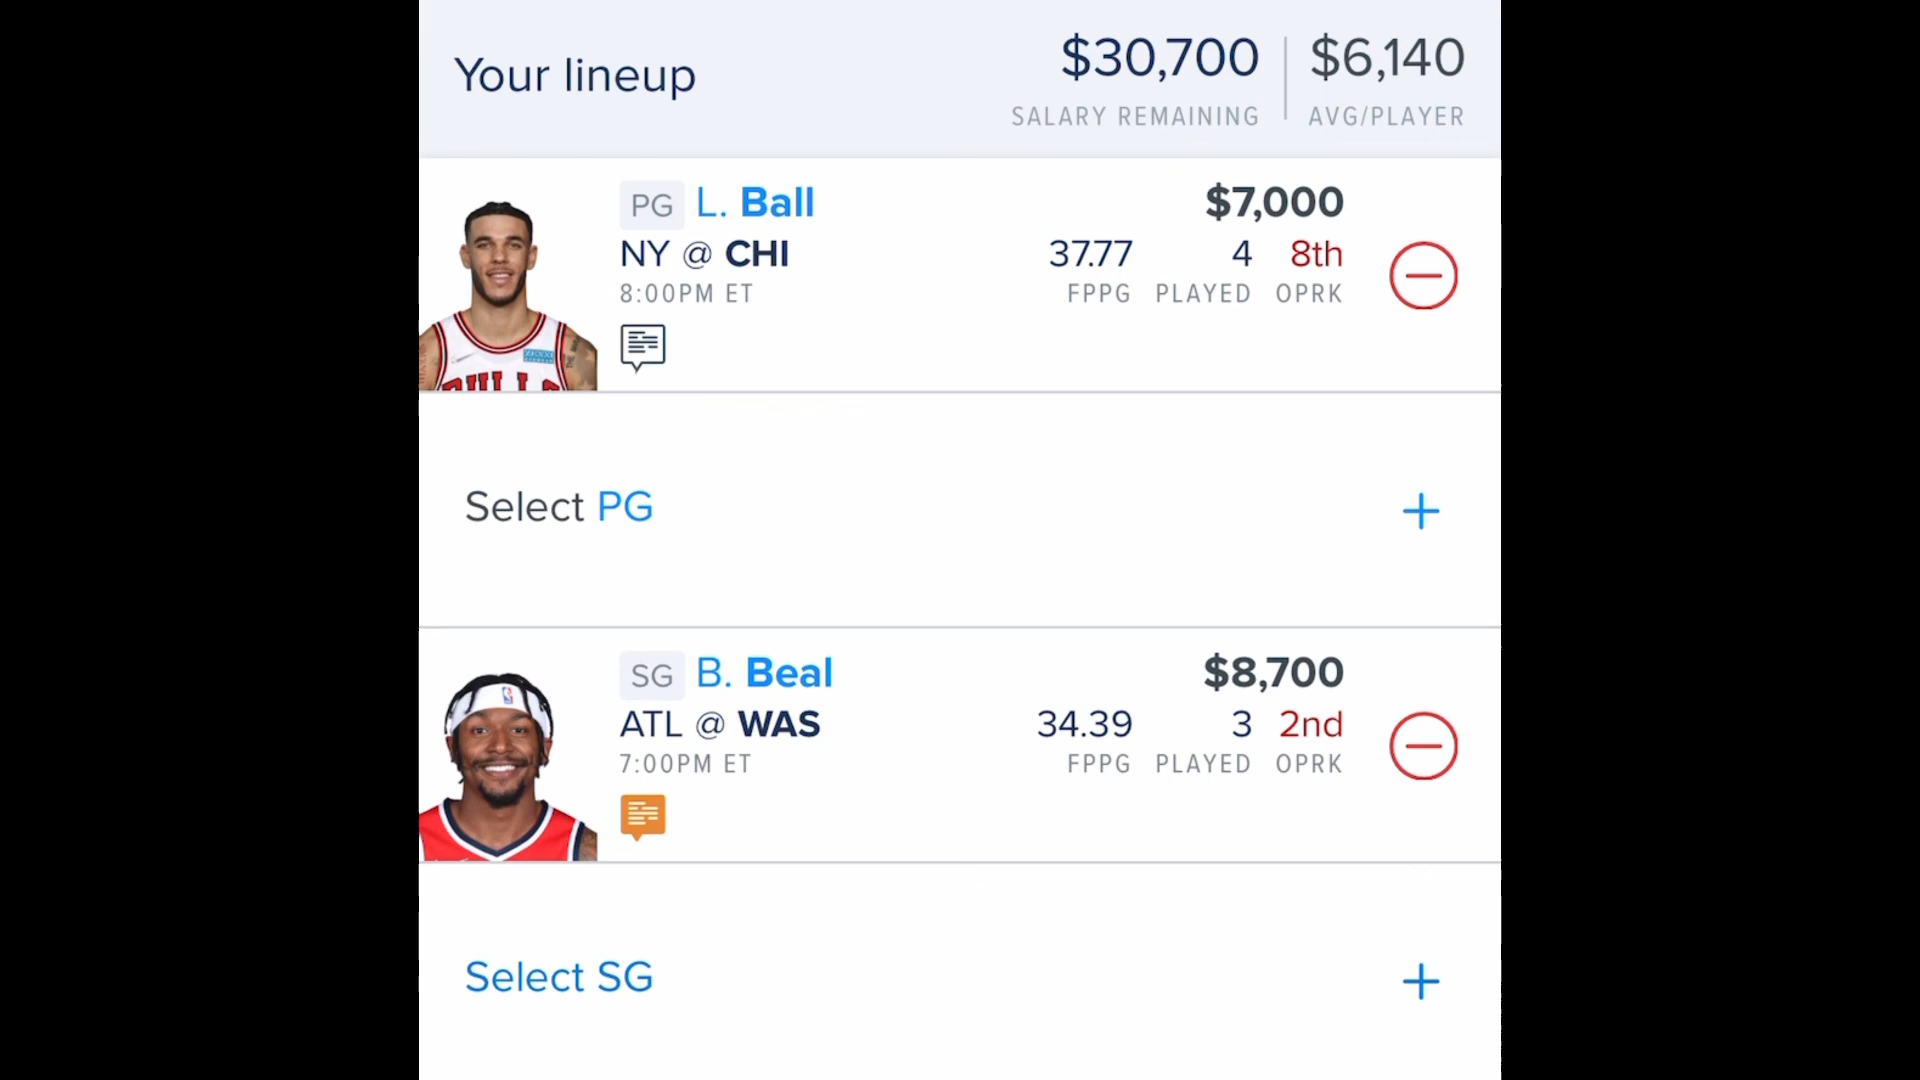 Your lineup
$30,700 $6,140
SALARY REMAINING AVG/PLAYER
PG L. Ball $7,000
NY @ CHI 37.77 4 8th
8:00PM ET FPPG PLAYED OPRK
BULLS
Select PG
SG B. Beal $8,700
ATL @ WAS 34.39 3 2nd
7:00PM ET FPPG PLAYED OPRK
Select SG